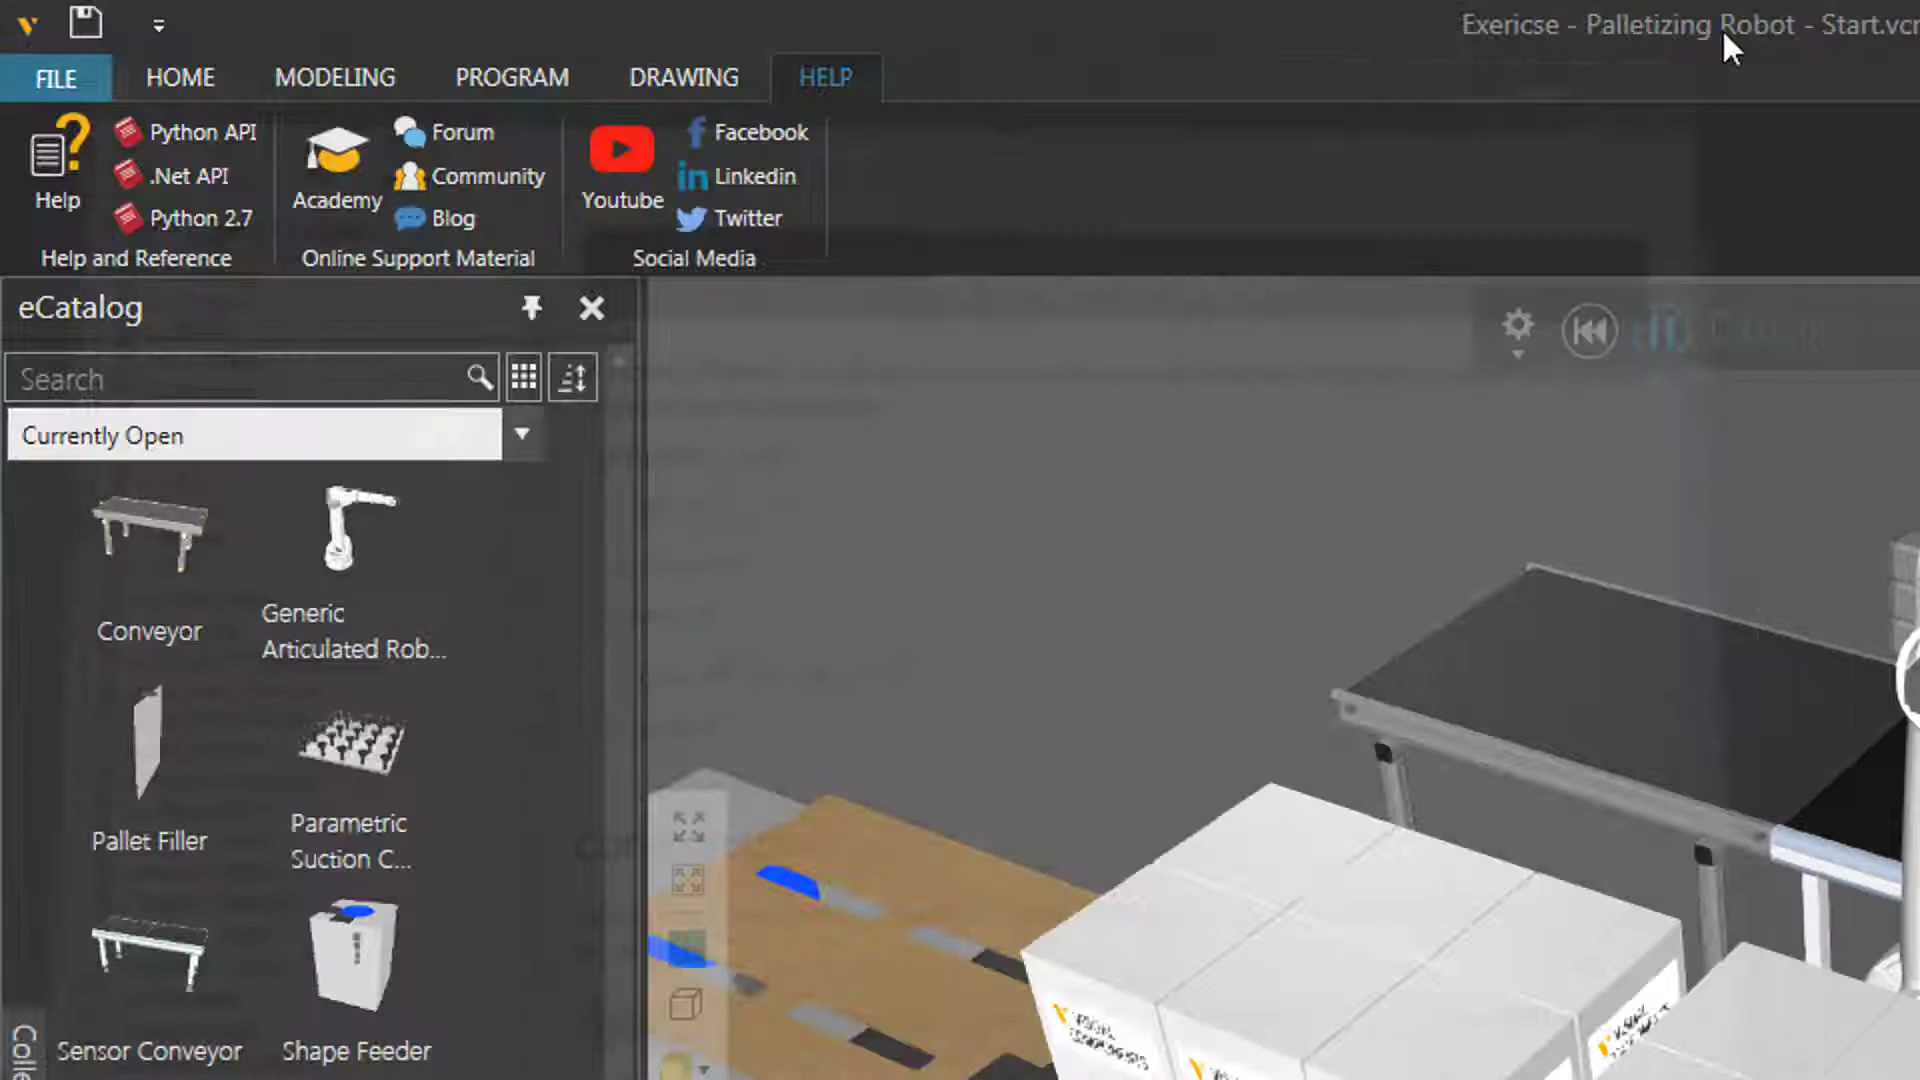 Exericse - Palletizing Robot - Start.vcm
FILE
HOME
MODELING
PROGRAM
DRAWING
HELP
Python API
.Net API
Python 2.7
Help
Help and Reference
Academy
Forum
Community
Blog
Online Support Material
Youtube
Facebook
Linkedin
Twitter
Social Media
eCatalog
Search
Currently Open
Conveyor
Generic
Articulated Rob...
Pallet Filler
Parametric
Suction C...
Sensor Conveyor
Shape Feeder